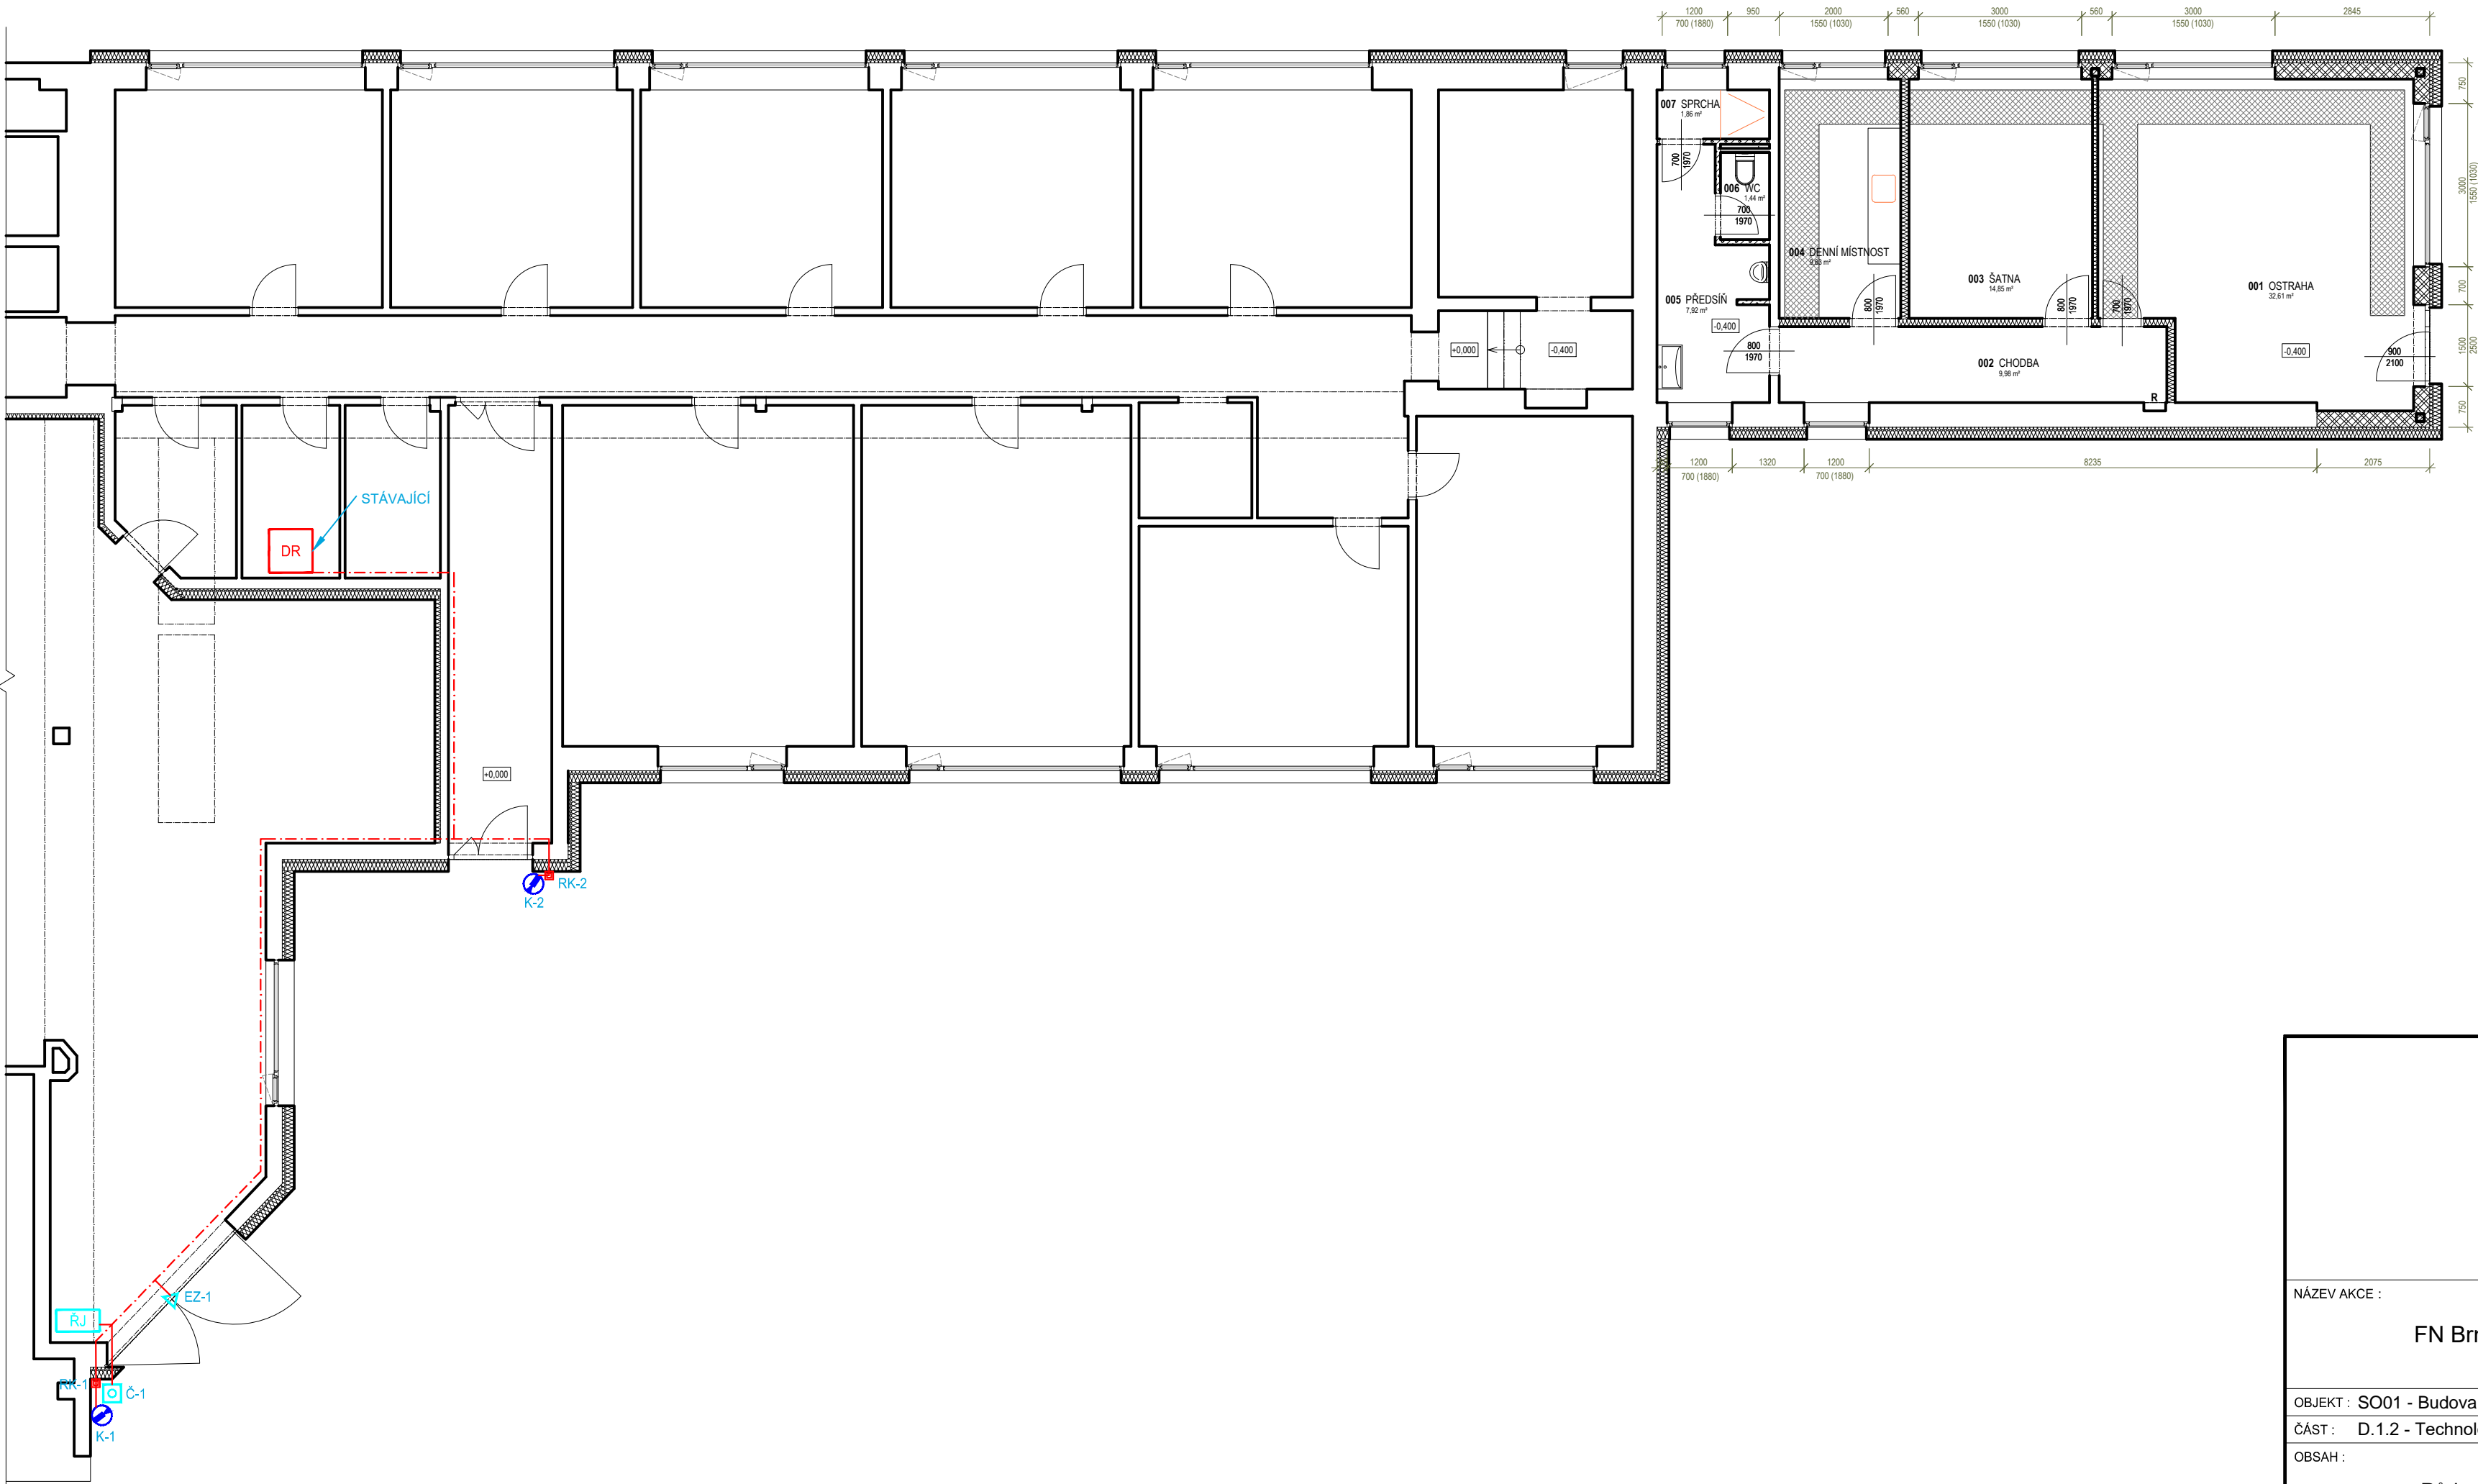 1200
950
2000
560
3000
560
3000
2845
700 (1880)
1550 (1030)
1550 (1030)
1550 (1030)
750
3000
1550 (1030)
700
1500
2500
750
007 SPRCHA
1,86 m²
700
1970
006 WC
1,44 m²
700
1970
004 DENNÍ MÍSTNOST
005 PŘEDSÍŇ
7,92 m²
-0,400
800
1970
003 ŠATNA
14,85 m²
800
1970
800
1970
700
1970
001 OSTRAHA
32,61 m²
-0,400
900
2100
002 CHODBA
9,98 m²
R
+0,000
-0,400
1200
1320
1200
8235
2075
700 (1880)
700 (1880)
STÁVAJÍCÍ
DR
+0,000
RK-2
K-2
EZ-1
ŘJ
RK-1
Č-1
K-1
NÁZEV AKCE :
FN Brn
OBJEKT : SO01 - Budova
ČÁST : D.1.2 - Technol
OBSAH :